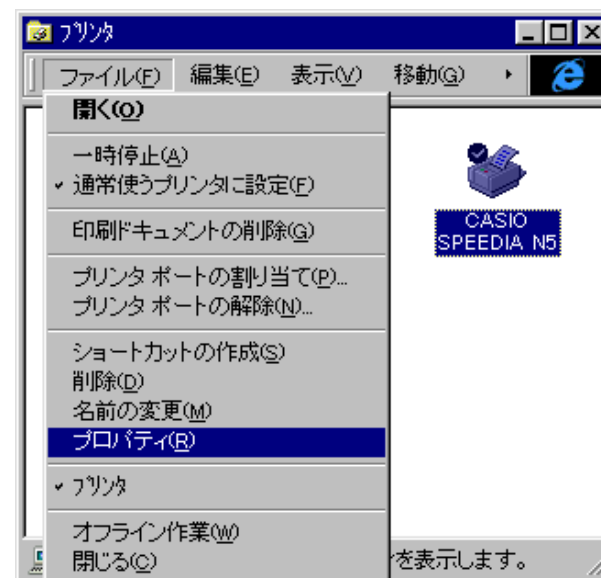 プリンタ
ファイル(F) 編集(E) 表示(V) 移動(G)
開く(O)
一時停止(A)
通常使うプリンタに設定(F)
印刷ドキュメントの削除(G)
プリンタ ポートの割り当て(P)...
プリンタ ポートの解除(N)...
ショートカットの作成(S)
削除(D)
名前の変更(M)
プロパティ(R)
プリンタ
オフライン作業(W)
閉じる(C)
CASIO
SPEEDIA N5
を表示します。